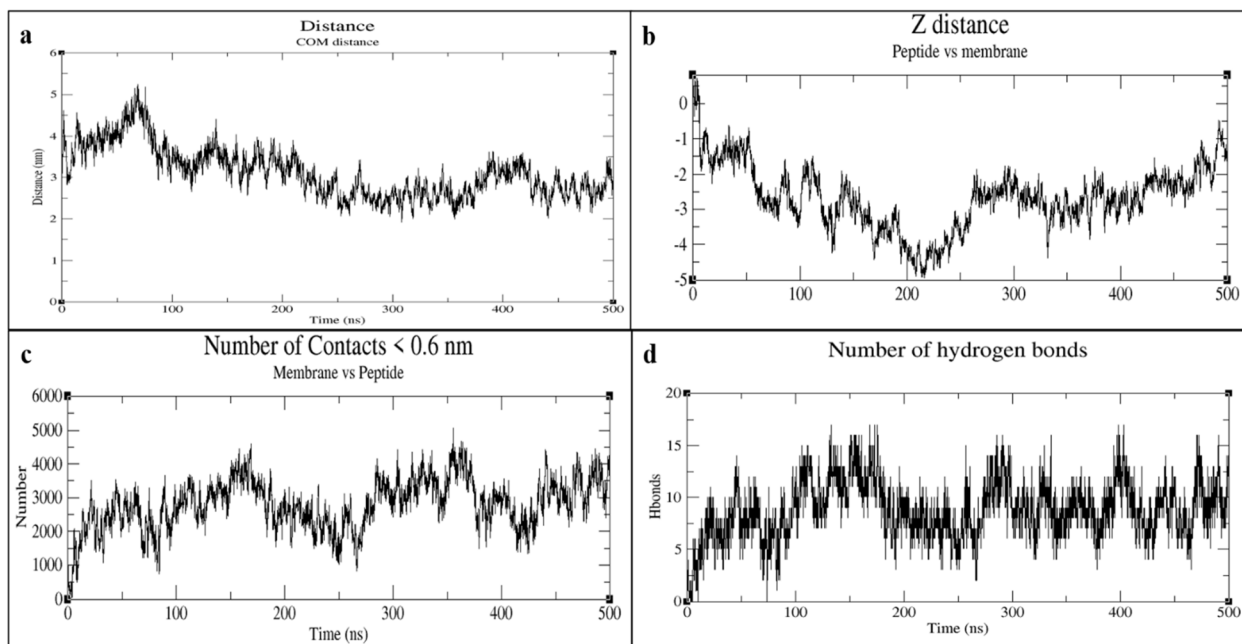 a
Distance
COM distance
6
5
4
3
2
1
0
Distance (nm)
0 100 200 300 400 500
Time (ns)
b
Z distance
Peptide vs membrane
0
-1
-2
-3
-4
-5
0 100 200 300 400 500
c
Number of Contacts < 0.6 nm
Membrane vs Peptide
6000
5000
4000
3000
2000
1000
0
Number
0 100 200 300 400 500
Time (ns)
d
Number of hydrogen bonds
20
15
10
5
0
Hbonds
0 100 200 300 400 500
Time (ns)